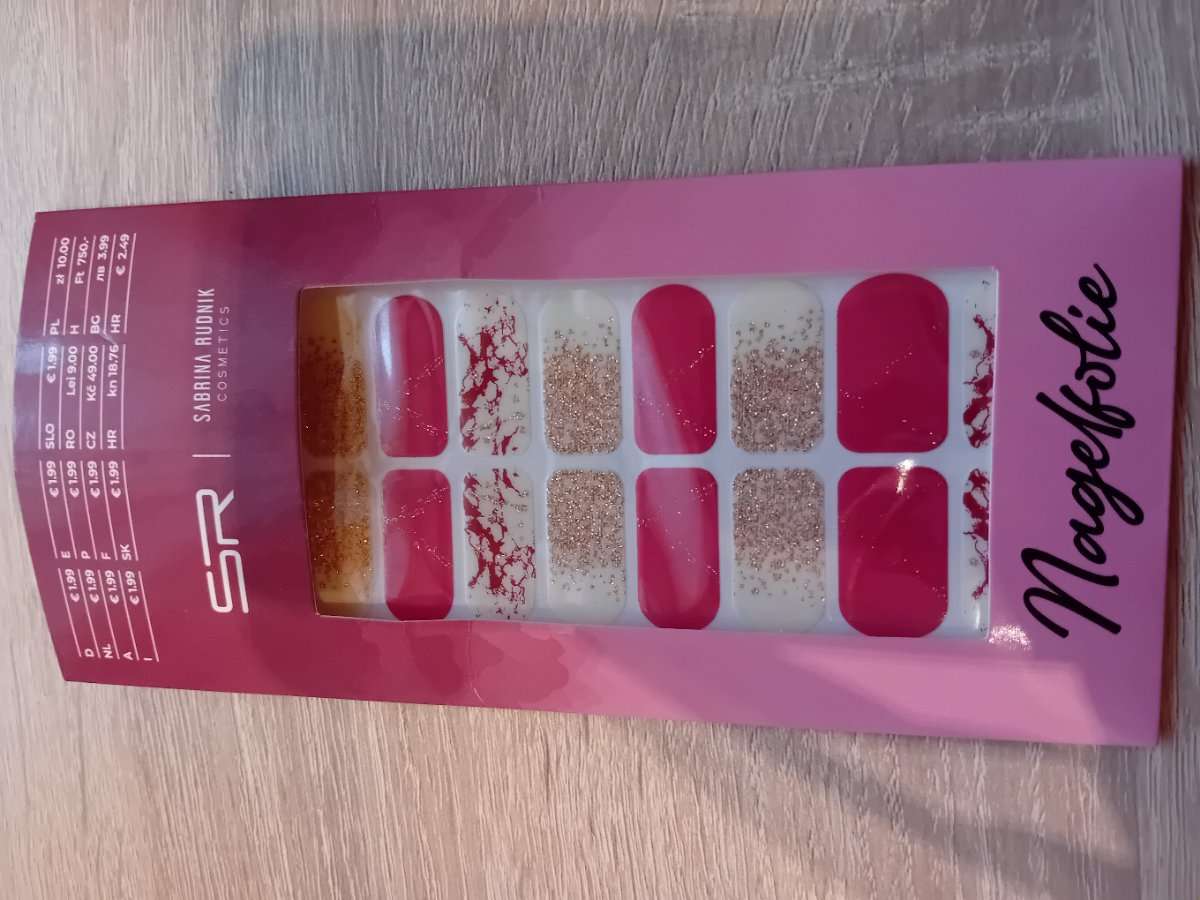 D € 1.99 E € 1.99 SLO € 1.99 PL zł 10.00
NL € 1.99 P € 1.99 RO Lei 9.00 H Ft 750,-
A € 1.99 F € 1.99 CZ Kč 49.00 BG лв 3,99
I € 1.99 SK € 1.99 HR kn 18,76 HR € 2.49
SR | SABRINA RUDNIK
COSMETICS
Nagelfolie